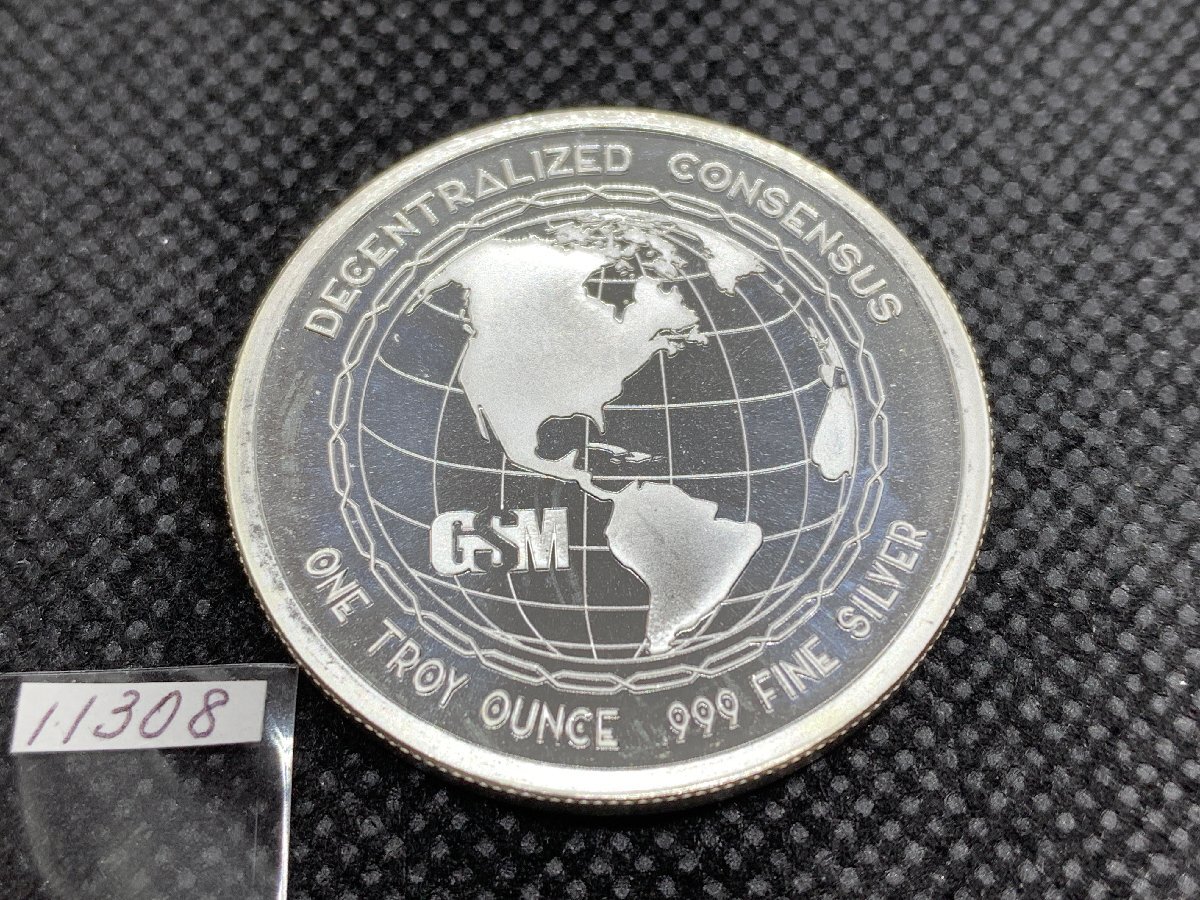 DECENTRALIZED CONSENSUS
GSM
ONE TROY OUNCE 999 FINE SILVER
11308